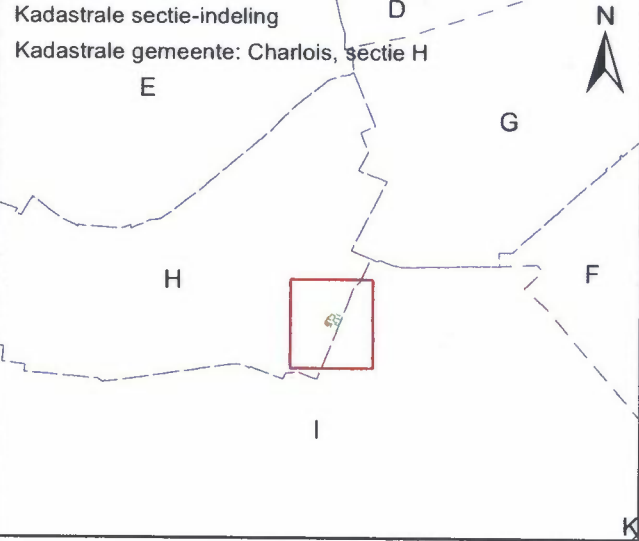 Kadastrale sectie-indeling
D
N
Kadastrale gemeente: Charlois, sectie H
E
G
H
F
I
K